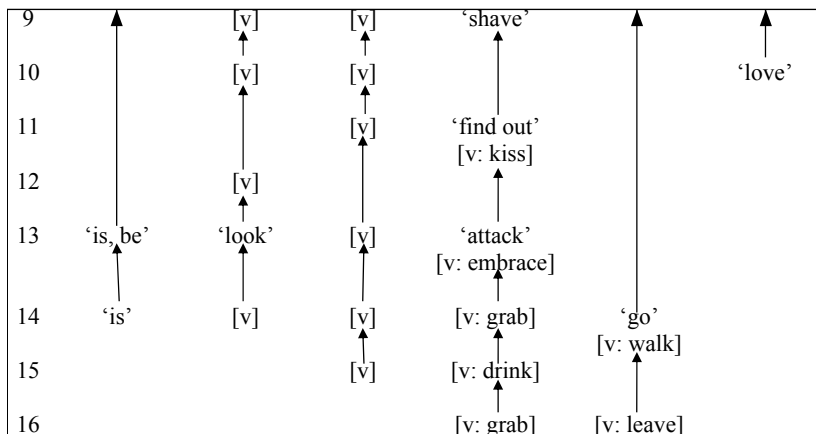 9 [v] [v] ‘shave’
10 [v] [v] ‘love’
11 [v] ‘find out’
[v: kiss]
12 [v]
13 ‘is, be’ ‘look’ [v] ‘attack’
[v: embrace]
14 ‘is’ [v] [v] [v: grab] ‘go’
[v: walk]
15 [v] [v: drink]
16 [v: grab] [v: leave]